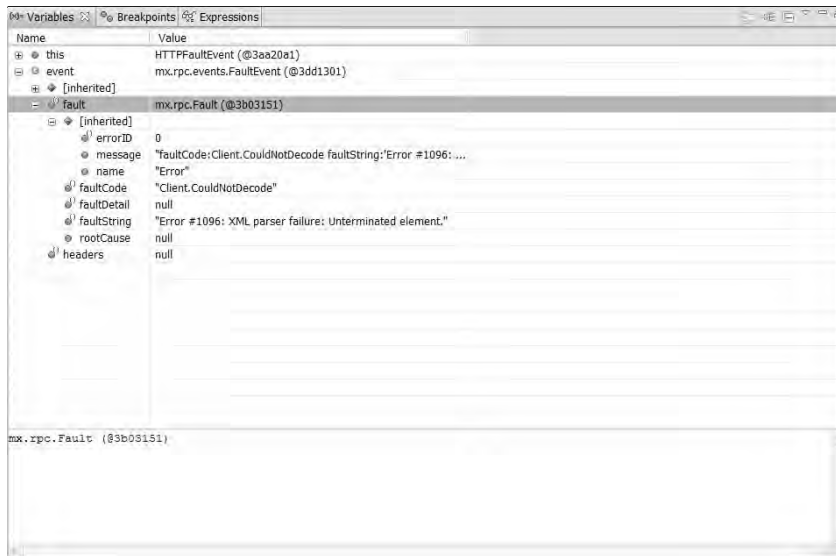 (x)= Variables Breakpoints Expressions
Name Value
this HTTPFaultEvent (@3aa20a1)
event mx.rpc.events.FaultEvent (@3dd1301)
[inherited]
fault mx.rpc.Fault (@3b03151)
[inherited]
errorID 0
message "faultCode:Client.CouldNotDecode faultString:'Error #1096: ...
name "Error"
faultCode "Client.CouldNotDecode"
faultDetail null
faultString "Error #1096: XML parser failure: Unterminated element."
rootCause null
headers null
mx.rpc.Fault (@3b03151)